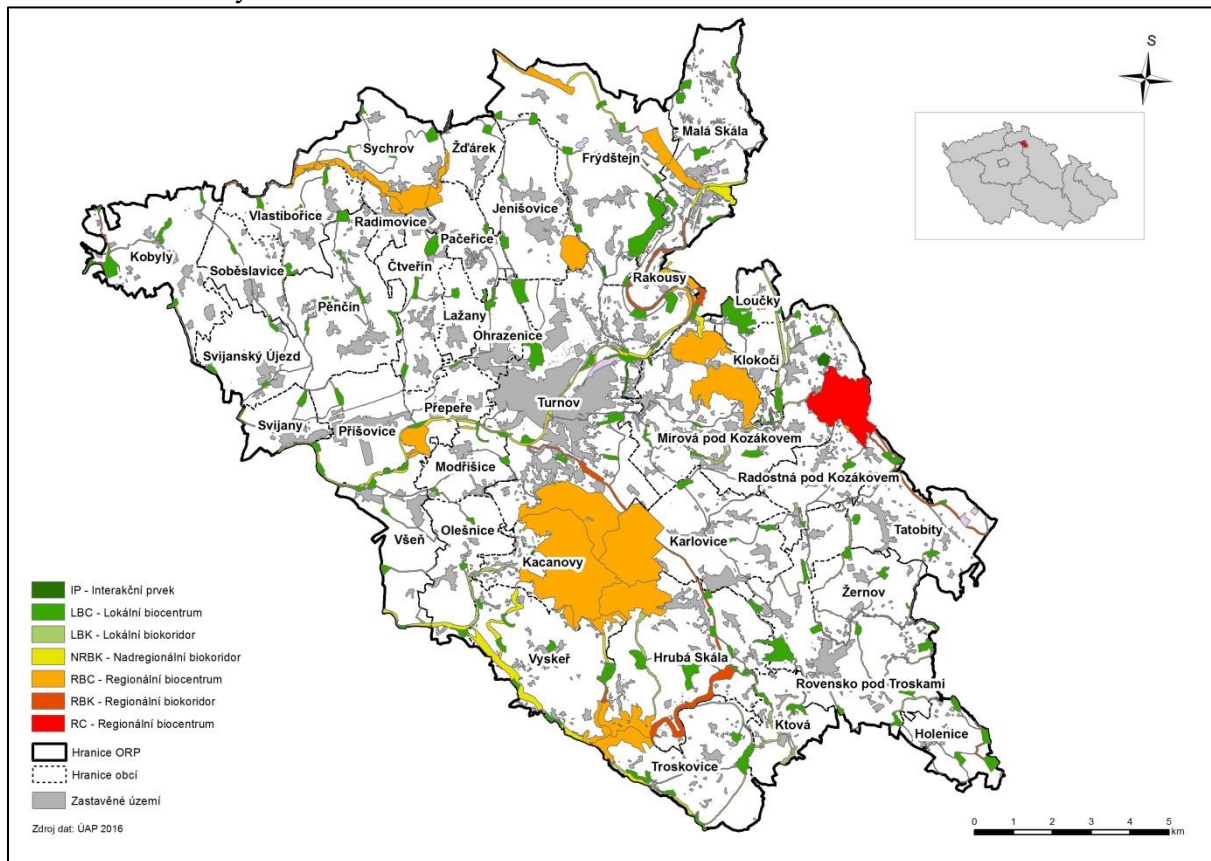 S
Malá Skála
Sychrov
Žďárek
Frýdštejn
Vlastibořice
Jenišovice
Radimovice
Pačeřice
Kobyly
Čtveřín
Soběslavice
Rakousy
Loučky
Pěnčín
Lažany
Ohrazenice
Svijanský Újezd
Klokočí
Turnov
Přepeře
Svijany
Příšovice
Mírová pod Kozákovem
Modřišice
Radostná pod Kozákovem
Olešnice
Tatobity
Všeň
Karlovice
Kacanovy
Žernov
Vyskeř
Hrubá Skála
Rovensko pod Troskami
Ktová
Holenice
Troskovice
IP - Interakční prvek
LBC - Lokální biocentrum
LBK - Lokální biokoridor
NRBK - Nadregionální biokoridor
RBC - Regionální biocentrum
RBK - Regionální biokoridor
RC - Regionální biocentrum
Hranice ORP
Hranice obcí
Zastavěné území
Zdroj dat: ÚAP 2016
0 1 2 3 4 5
km